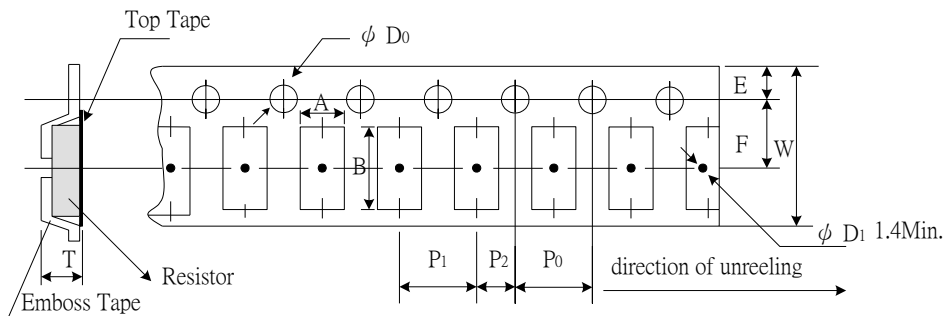 Top Tape
ψ D0
A
E
F
W
B
ψ D1 1.4Min.
T
Resistor
P1
P2
P0
direction of unreeling
Emboss Tape